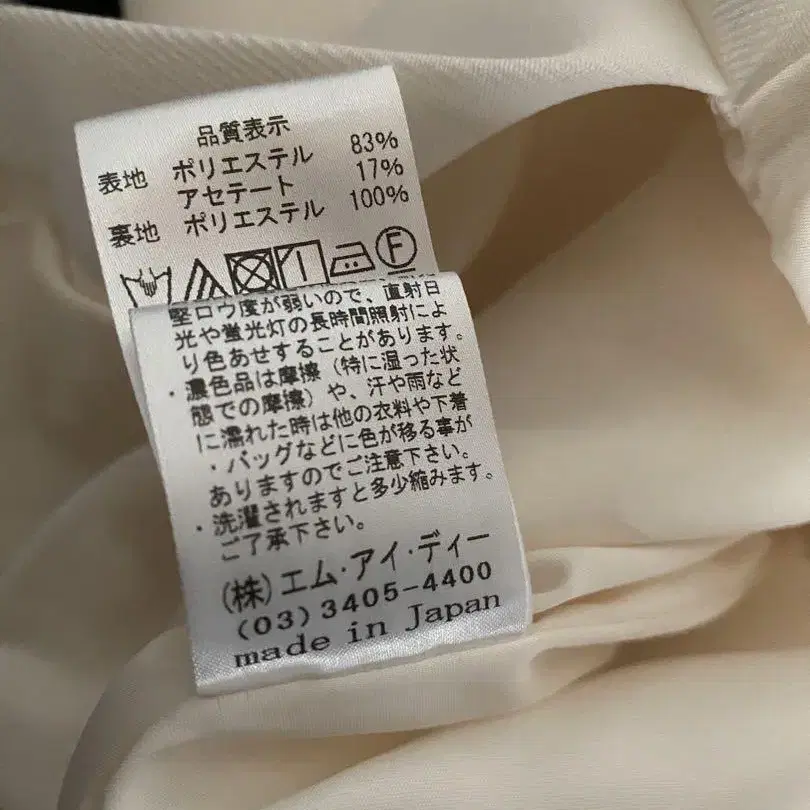 品質表示
表地 ポリエステル 83%
アセテート 17%
裏地 ポリエステル 100%
F
堅ロウ度が弱いので、直射日
光や蛍光灯の長時間照射によ
り色あせすることがあります。
・濃色品は摩擦(特に湿った状
態での摩擦)や、汗や雨など
に濡れた時は他の衣料や下着
・バッグなどに色が移る事が
ありますのでご注意下さい。
・洗濯されますと多少縮みます。
ご了承下さい。
(株)エム・アイ・ディー
(03)3405-4400
made in Japan